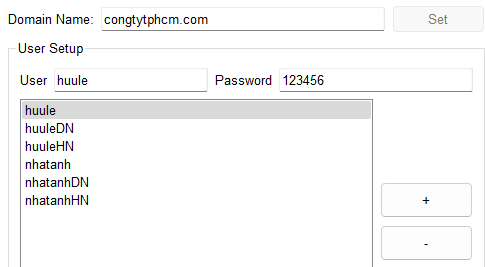 Domain Name: congtytphcm.com Set
User Setup
User huule Password 123456
huule
huuleDN
huuleHN
nhatanh
nhatanhDN
nhatanhHN
+
-